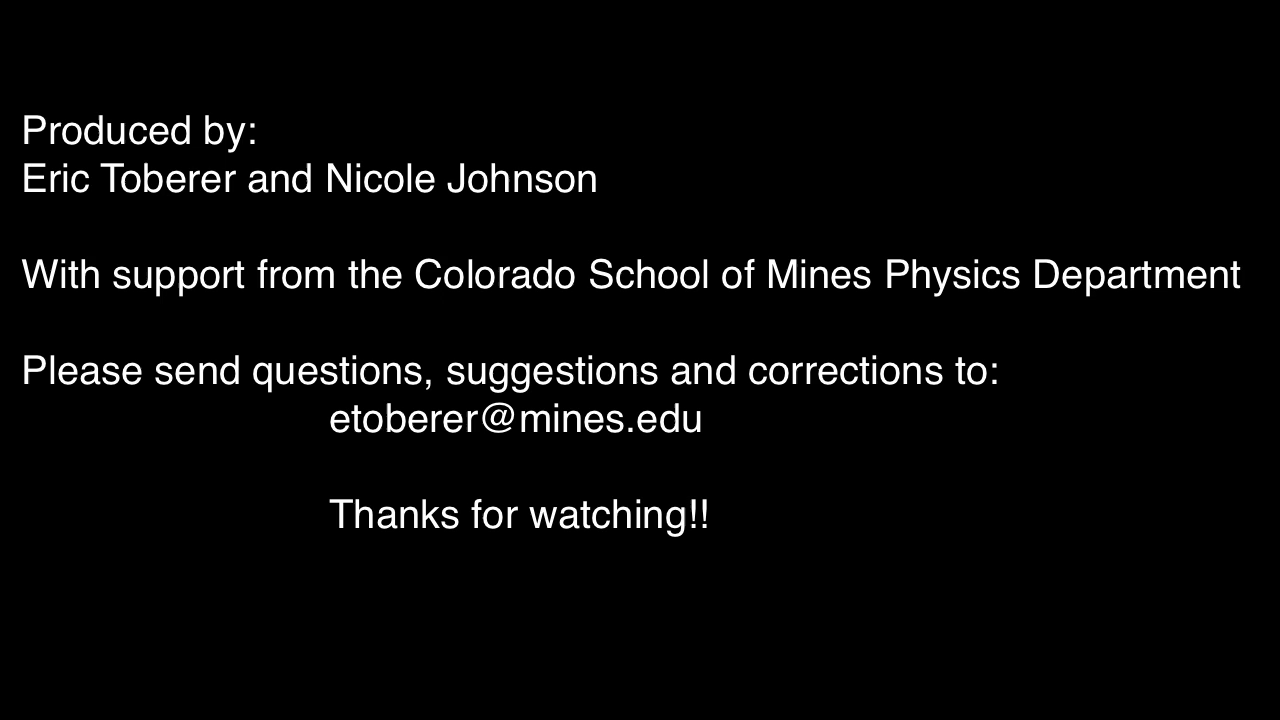 Produced by:
Eric Toberer and Nicole Johnson
With support from the Colorado School of Mines Physics Department
Please send questions, suggestions and corrections to:
etoberer@mines.edu
Thanks for watching!!